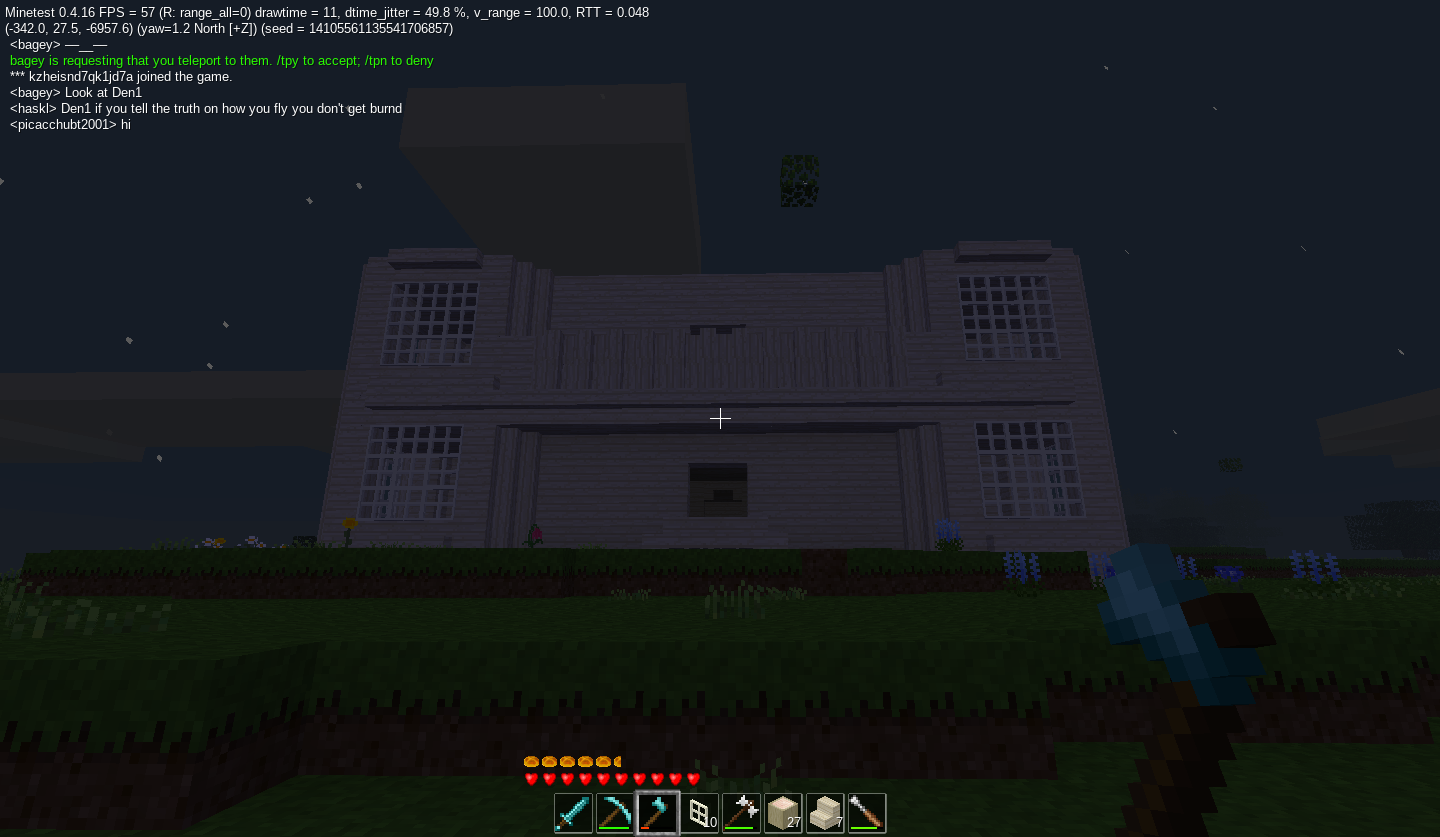 Minetest 0.4.16 FPS = 57 (R: range_all=0) drawtime = 11, dtime_jitter = 49.8 %, v_range = 100.0, RTT = 0.048
(-342.0, 27.5, -6957.6) (yaw=1.2 North [+Z]) (seed = 14105561135541706857)
<bagey> —__—
bagey is requesting that you teleport to them. /tpy to accept; /tpn to deny
*** kzheisnd7qk1jd7a joined the game.
<bagey> Look at Den1
<haskl> Den1 if you tell the truth on how you fly you don't get burnd
<picacchubt2001> hi
10
27
7